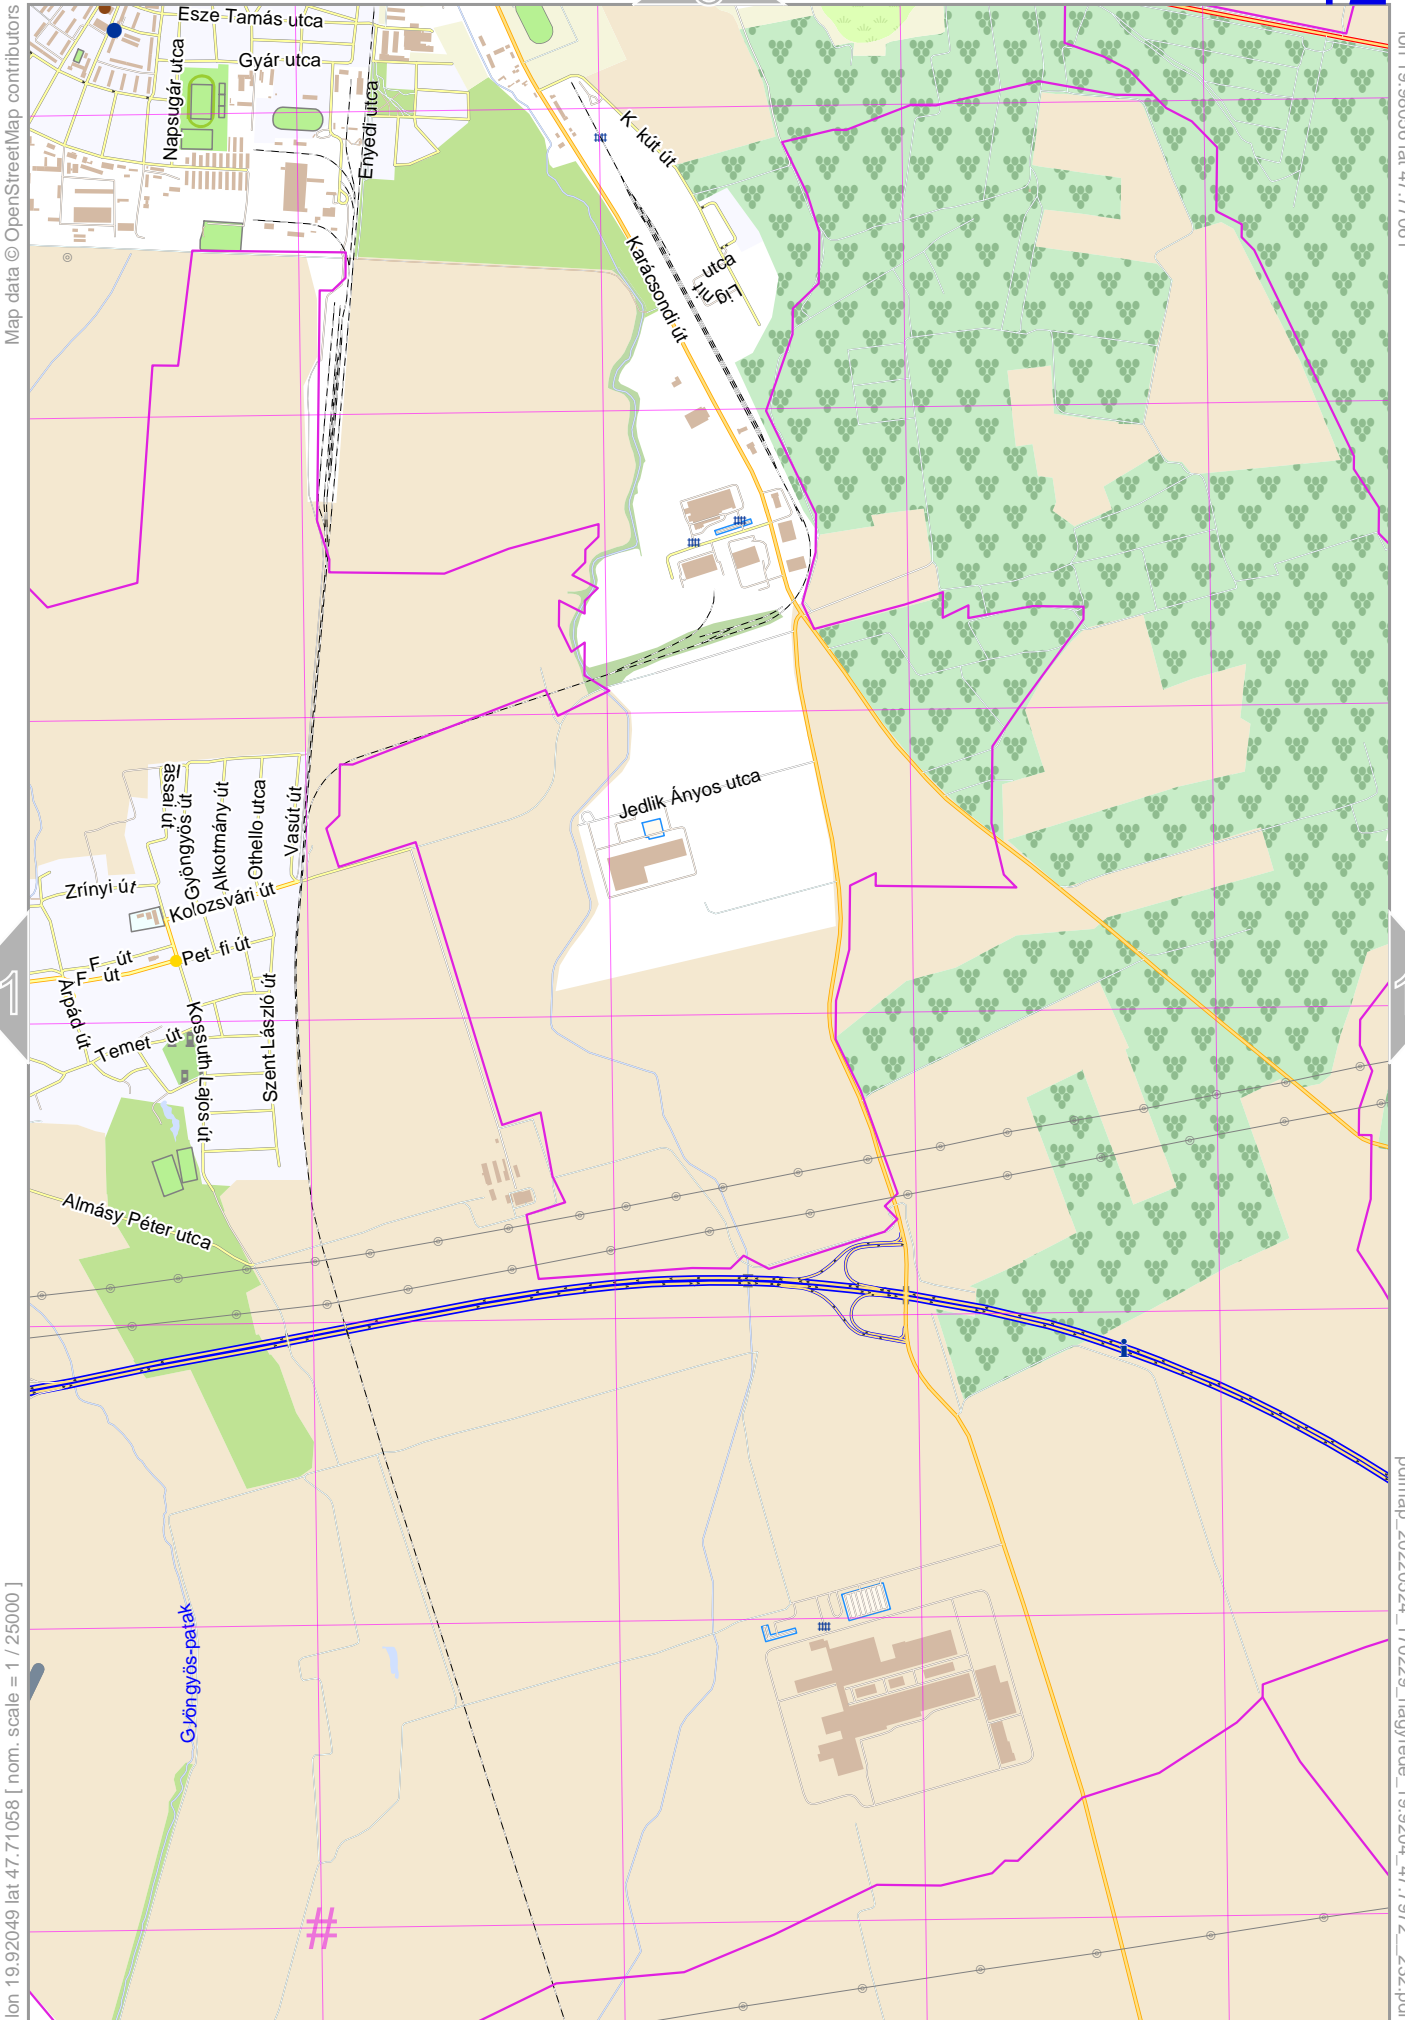 Map data © OpenStreetMap contributors
Esze Tamás utca
Gyár utca
Napsugár utca
Enyedi utca
K kút út
Karácsondi út
Lignit
utca
Jedlik Ányos utca
Gyöngyös út
Alkotmány út
Othello utca
Vasút út
Zrínyi út
Kolozsvári út
Pet fi út
F út
F út
Árpád út
Temet út
Kossuth Lajos út
Szent László út
Almásy Péter utca
Gyöngyös-patak
1
#
lon 19.92049 lat 47.71058 [ nom. scale = 1 / 25000 ]